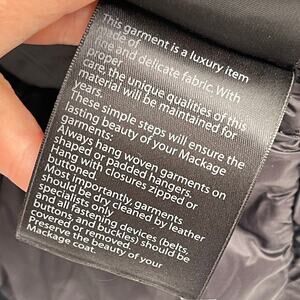 This garment is a luxury item
made of
fine and delicate fabric. With
proper
care the unique qualities of this
material will be maintained for
years.
These simple steps will ensure the
lasting beauty of your Mackage
garments:
Always hang woven garments on
shaped or padded hangers,
hang with closures zipped or
buttoned.
Most importantly garments
should be dry cleaned by leather
specialists only
and all fastening devices (belts,
covered or buckles) should be
covered and removed.
Preserve the beauty of your
Mackage coat.